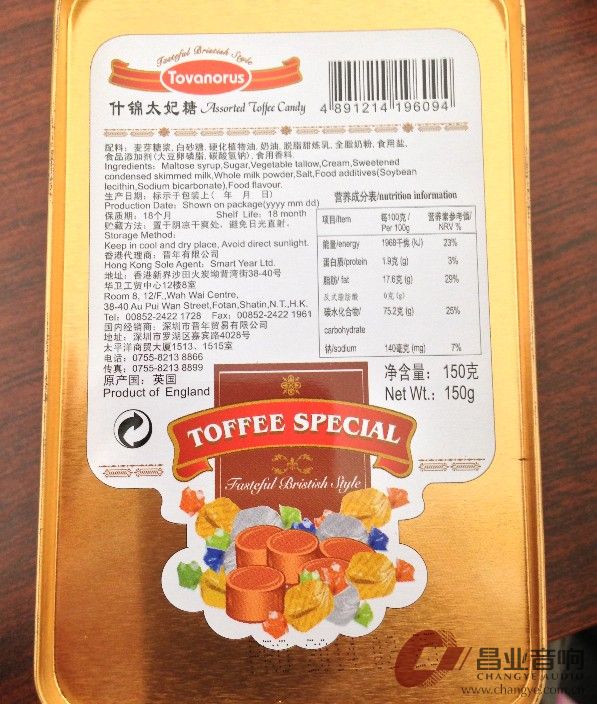 Tasteful Bristish Style
Tovanorus
什锦太妃糖 Assorted Toffee Candy
4 891214 196094
配料：麦芽糖浆, 白砂糖, 硬化植物油, 奶油, 脱脂甜炼乳, 全脂奶粉, 食用盐,
食品添加剂(大豆卵磷脂, 碳酸氢钠), 食用香料.
Ingredients: Maltose syrup,Sugar,Vegetable tallow,Cream,Sweetened
condensed skimmed milk,Whole milk powder,Salt,Food additives(Soybean
lecithin,Sodium bicarbonate),Food flavour.
生产日期：标示于包装上( 年 月 日)
Production Date: Shown on package(yyyy mm dd)
保质期：18个月 Shelf Life: 18 month
贮藏方法：置于阴凉干爽处, 避免日光直射.
Storage Method:
Keep in cool and dry place, Avoid direct sunlight.
香港代理商：晋年有限公司
Hong Kong Sole Agent: Smart Year Ltd.
地址：香港新界沙田火炭坳背湾街38-40号
华卫工贸中心12楼8室
Room 8, 12/F.,Wah Wai Centre,
38-40 Au Pui Wan Street,Fotan,Shatin,N.T.,H.K.
Tel: 00852-2422 1728 Fax: 00852-2422 1961
国内经销商：深圳市晋年贸易有限公司
地址：深圳市罗湖区嘉宾路4028号
太平洋商贸大厦1513、1515室
电话：0755-8213 8866
传真：0755-8213 8899
原产国：英国
Product of England
营养成分表/nutrition information
项目/Item 每100克/Per 100g 营养素参考值/NRV %
能量/energy 1968千焦 (kJ) 23%
蛋白质/protein 1.9克 (g) 3%
脂肪/ fat 17.6克 (g) 29%
反式脂肪酸 0克 (g)
碳水化合物/carbohydrate 75.2克 (g) 25%
钠/sodium 140毫克 (mg) 7%
净含量：150克
Net Wt.: 150g
TOFFEE SPECIAL
Tasteful Bristish Style
昌业音响
CHANGYE AUDIO
www.changye.com.cn